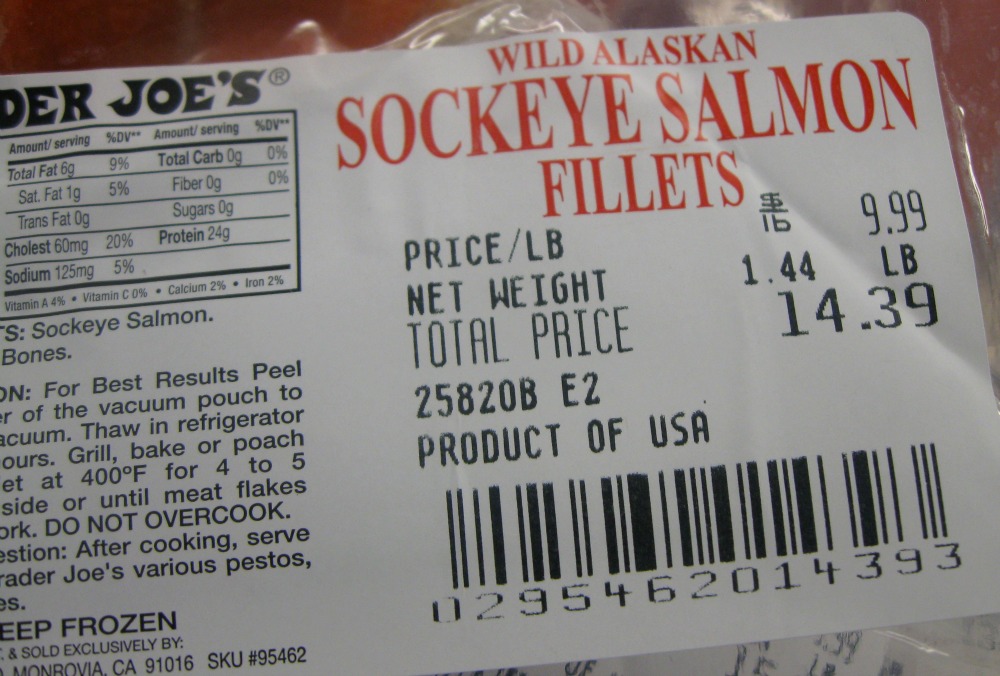 DER JOE'S®
Amount/ serving %DV** Amount/ serving %DV**
Total Fat 6g 9% Total Carb 0g 0%
Sat. Fat 1g 5% Fiber 0g 0%
Trans Fat 0g Sugars 0g
Cholest 60mg 20% Protein 24g
Sodium 125mg 5%
Vitamin A 4% • Vitamin C 0% • Calcium 2% • Iron 2%
TS: Sockeye Salmon.
Bones.
ON: For Best Results Peel
er of the vacuum pouch to
acuum. Thaw in refrigerator
ours. Grill, bake or poach
et at 400ºF for 4 to 5
side or until meat flakes
ork. DO NOT OVERCOOK.
estion: After cooking, serve
rader Joe's various pestos,
es.
EEP FROZEN
. & SOLD EXCLUSIVELY BY:
MONROVIA, CA 91016 SKU #95462
WILD ALASKAN
SOCKEYE SALMON
FILLETS
PRICE/LB $/lb 9.99
NET WEIGHT 1.44 LB
TOTAL PRICE 14.39
25820B E2
PRODUCT OF USA
0295462014393